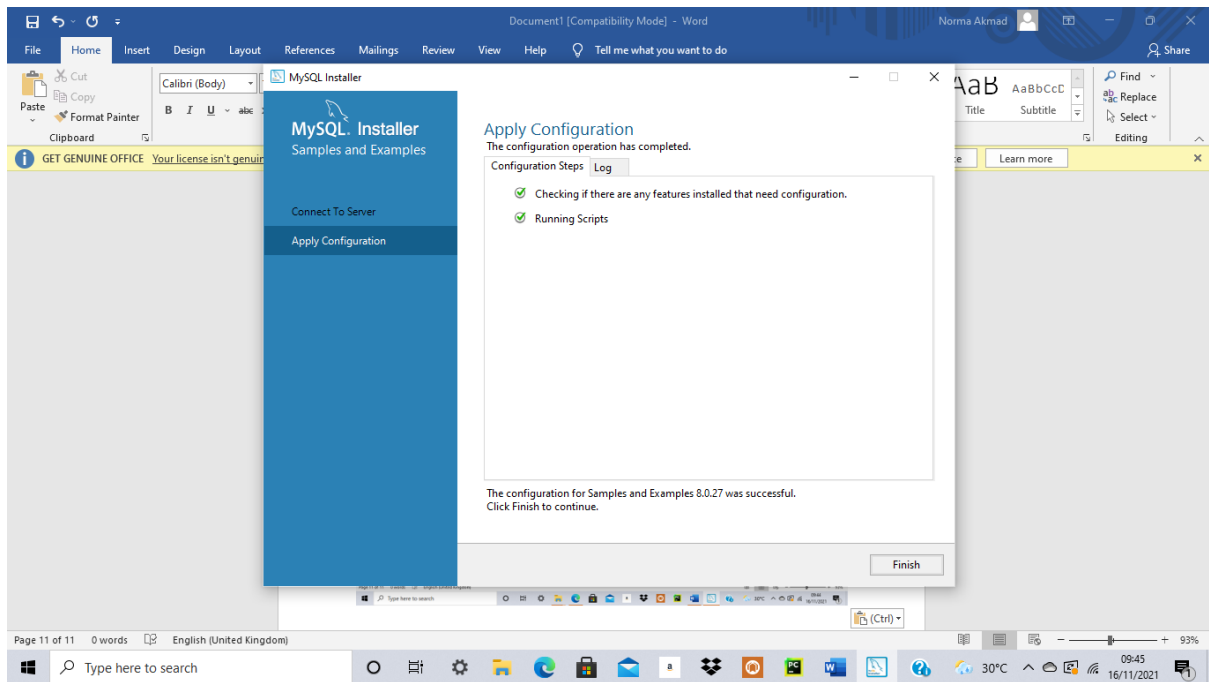 Document1 [Compatibility Mode] - Word
Norma Akmad
File Home Insert Design Layout References Mailings Review View Help Tell me what you want to do Share
Paste
Cut
Copy
Format Painter
Clipboard
Calibri (Body)
B I U abc
AaB
Title
AaBbCcD
Subtitle
Find
Replace
Select
Editing
GET GENUINE OFFICE Your license isn't genuin
Learn more
MySQL Installer
MySQL. Installer
Samples and Examples
Connect To Server
Apply Configuration
Apply Configuration
The configuration operation has completed.
Configuration Steps Log
Checking if there are any features installed that need configuration.
Running Scripts
The configuration for Samples and Examples 8.0.27 was successful.
Click Finish to continue.
Finish
Type here to search
(Ctrl)
Page 11 of 11 0 words English (United Kingdom) 93%
Type here to search
30°C
09:45
16/11/2021